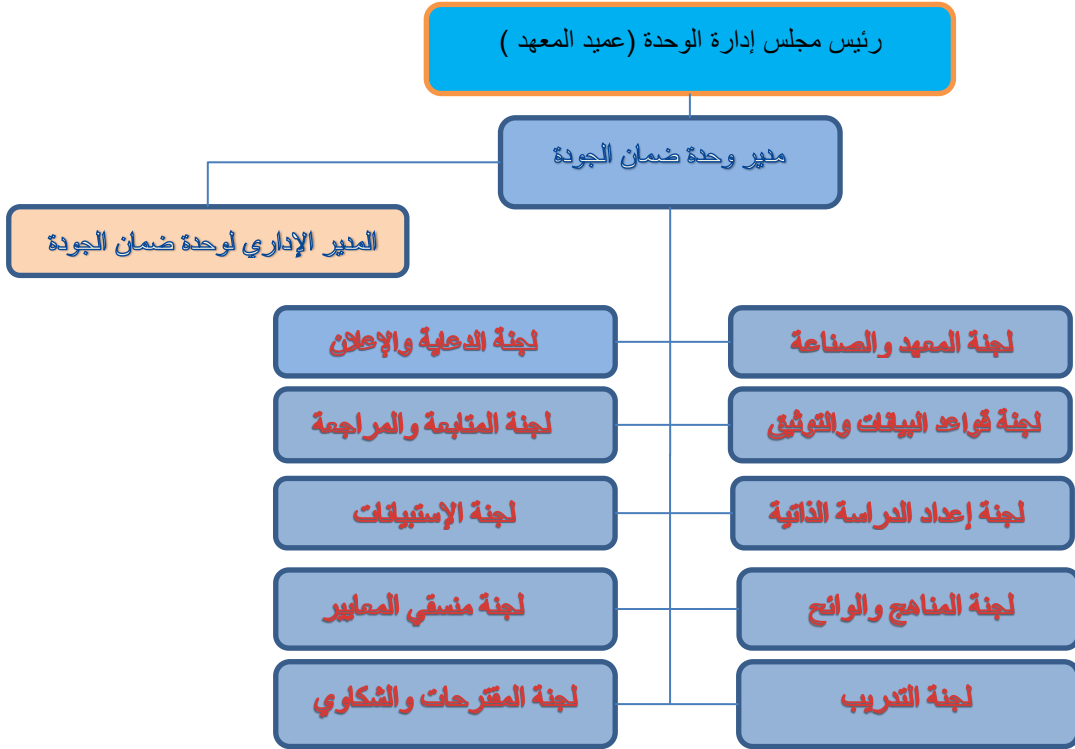 رئيس مجلس إدارة الوحدة (عميد المعهد )
مدير وحدة ضمان الجودة
المدير الإداري لوحدة ضمان الجودة
لجنة المعهد والصناعة
لجنة الدعاية والإعلان
لجنة قواعد البيانات والتوثيق
لجنة المتابعة والمراجعة
لجنة إعداد الدراسة الذاتية
لجنة الإستبيانات
لجنة المناهج والوائح
لجنة منسقي المعايير
لجنة التدريب
لجنة المقترحات والشكاوي